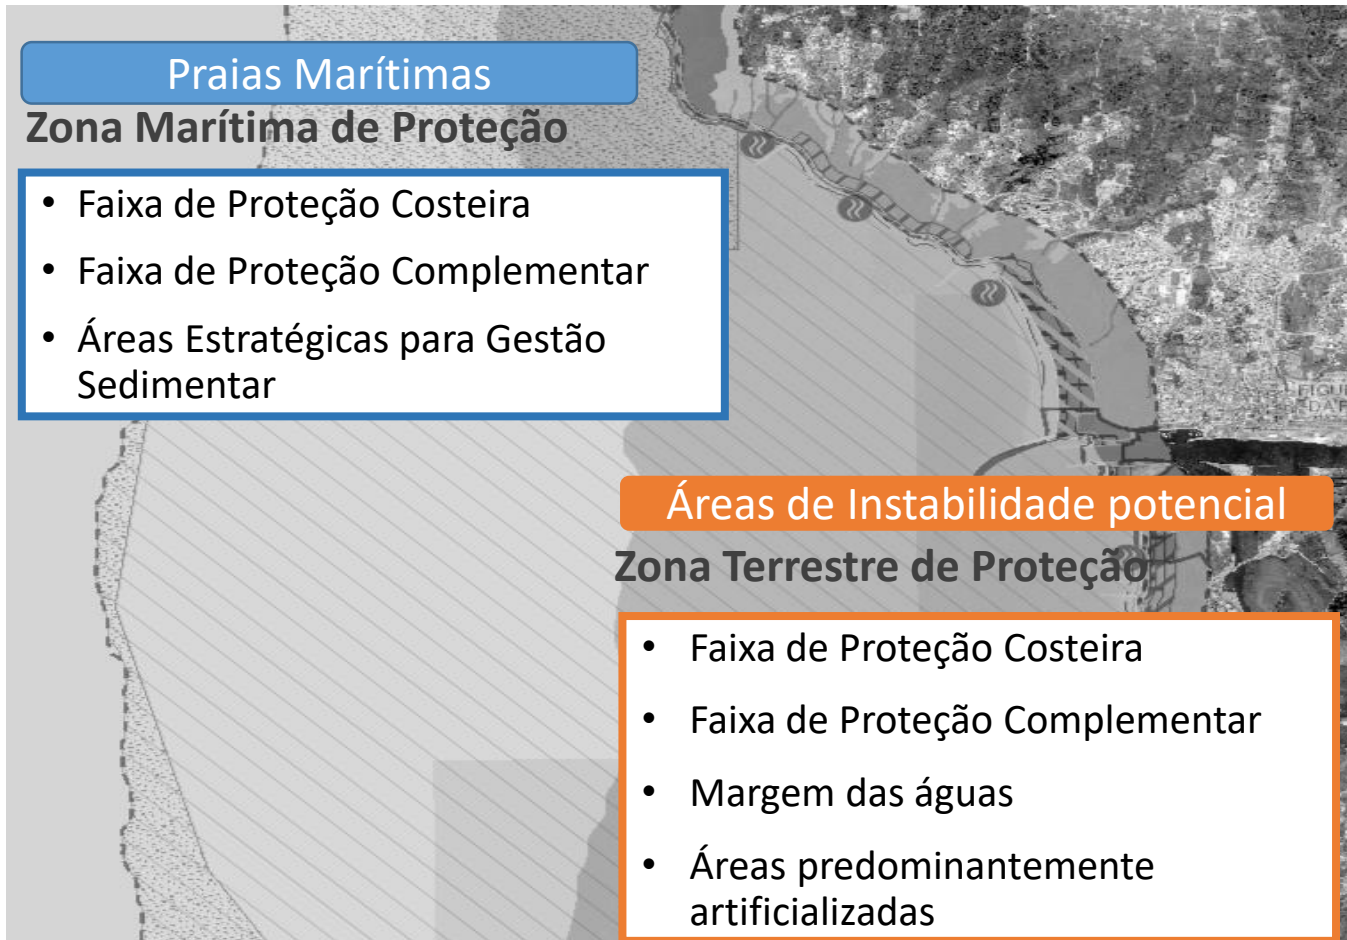 Praias Marítimas
Zona Marítima de Proteção
• Faixa de Proteção Costeira
• Faixa de Proteção Complementar
• Áreas Estratégicas para Gestão
Sedimentar
Áreas de Instabilidade potencial
Zona Terrestre de Proteção
• Faixa de Proteção Costeira
• Faixa de Proteção Complementar
• Margem das águas
• Áreas predominantemente
artificializadas